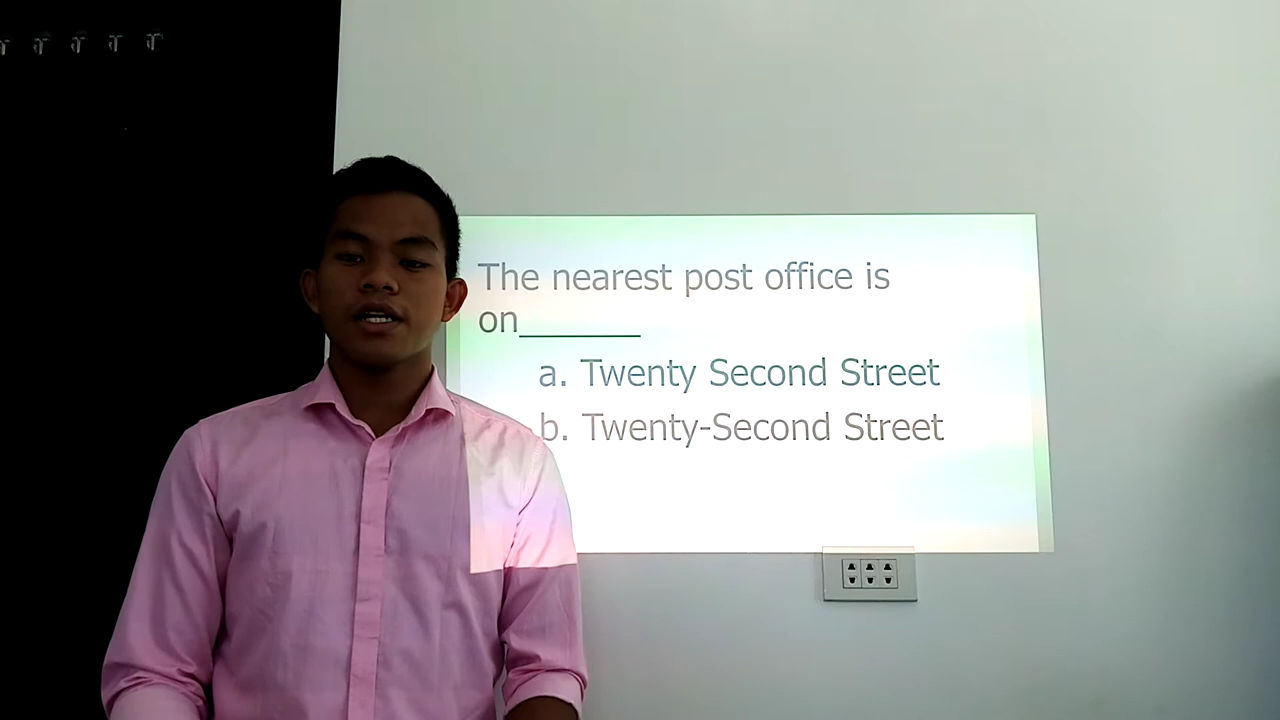 The nearest post office is
on_______
a. Twenty Second Street
b. Twenty-Second Street